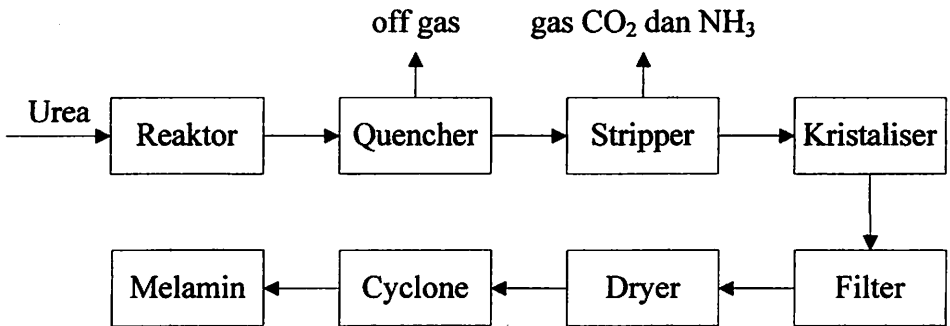 off gas
gas CO₂ dan NH₃
Urea
Reaktor
Quencher
Stripper
Kristaliser
Melamin
Cyclone
Dryer
Filter